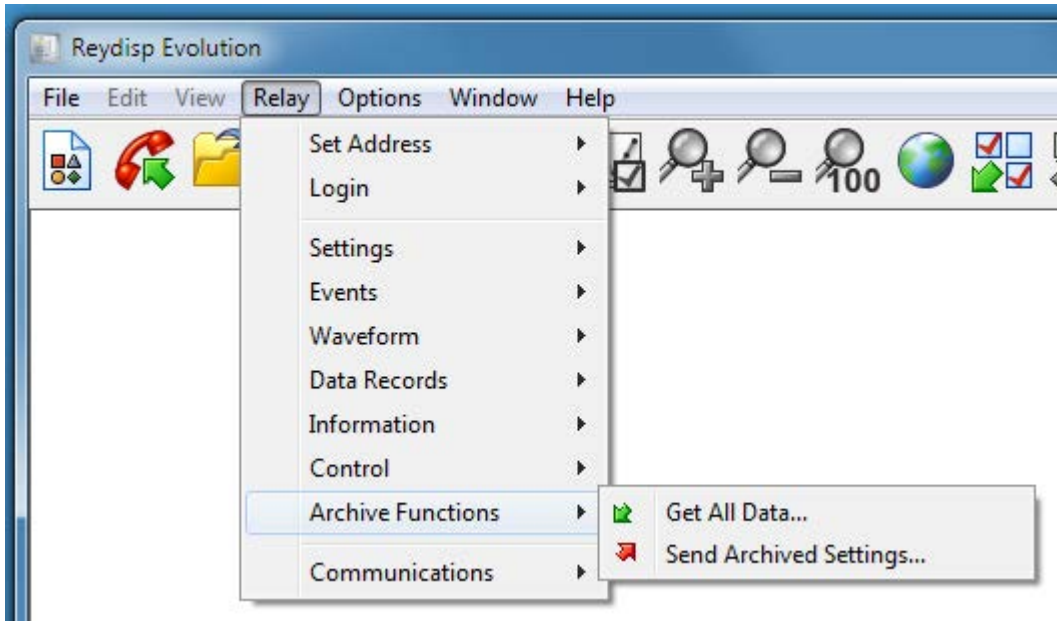 Reydisp Evolution
File Edit View Relay Options Window Help
100
Set Address
Login
Settings
Events
Waveform
Data Records
Information
Control
Archive Functions
Get All Data...
Send Archived Settings...
Communications